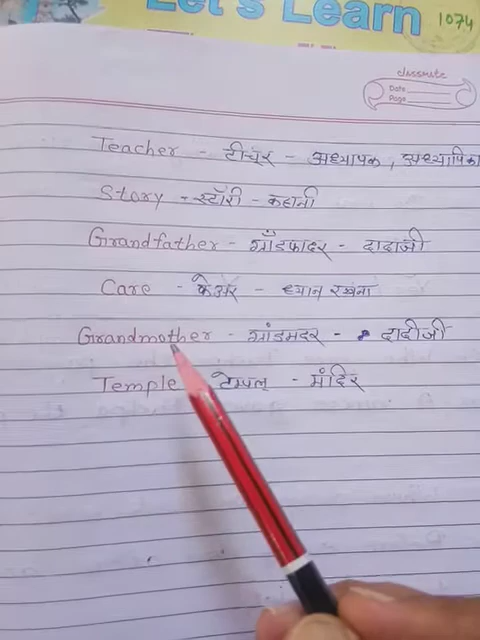 Let's Learn
1074
classmate
Date
Page
Teacher - टीचर - अध्यापक, अध्यापिका
Story - स्टॉरी - कहानी
Grandfather - ग्राँडफादर - दादाजी
Care - केअर - ध्यान रखना
Grandmother - ग्रांडमदर - दादीजी
Temple टेम्पल - मंदिर